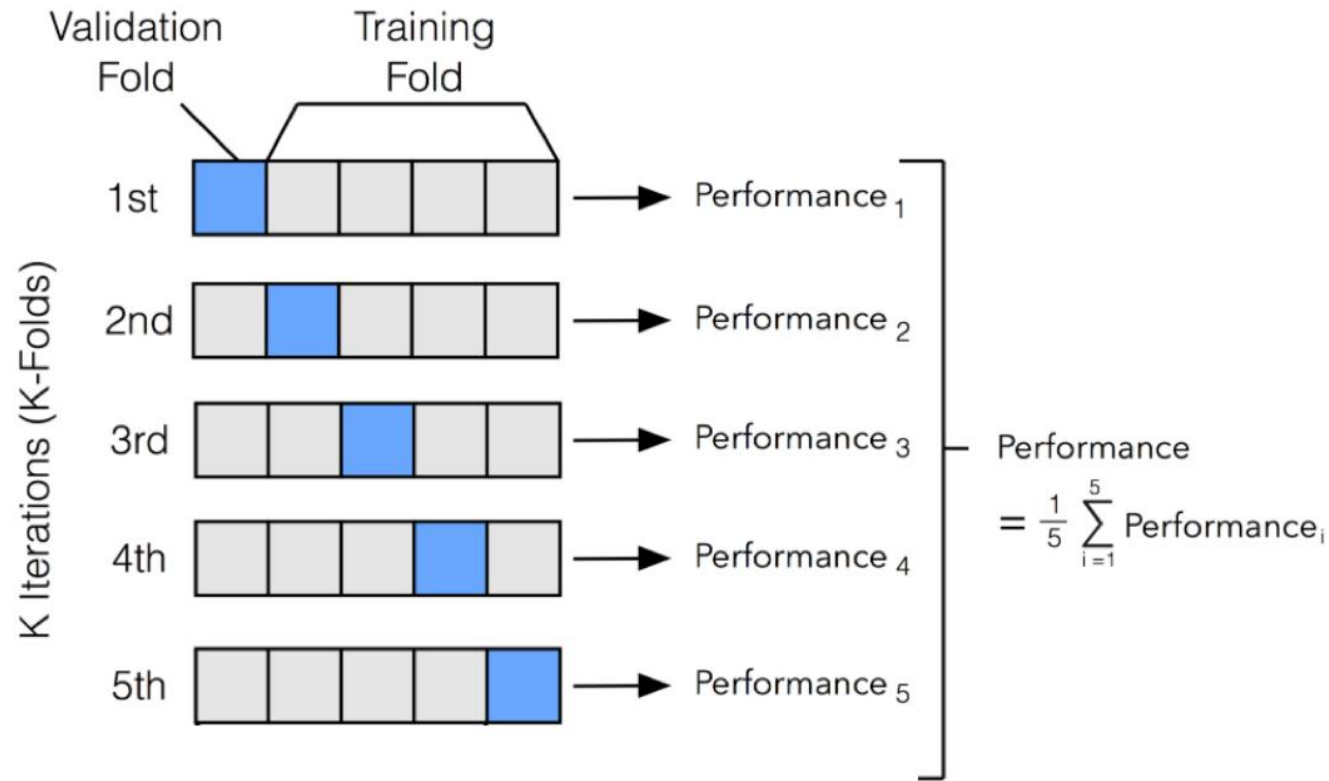 Validation
Fold
Training
Fold
K Iterations (K-Folds)
1st
Performance 1
2nd
Performance 2
3rd
Performance 3
4th
Performance 4
5th
Performance 5
Performance
= 1/5 5∑i=1 Performance i